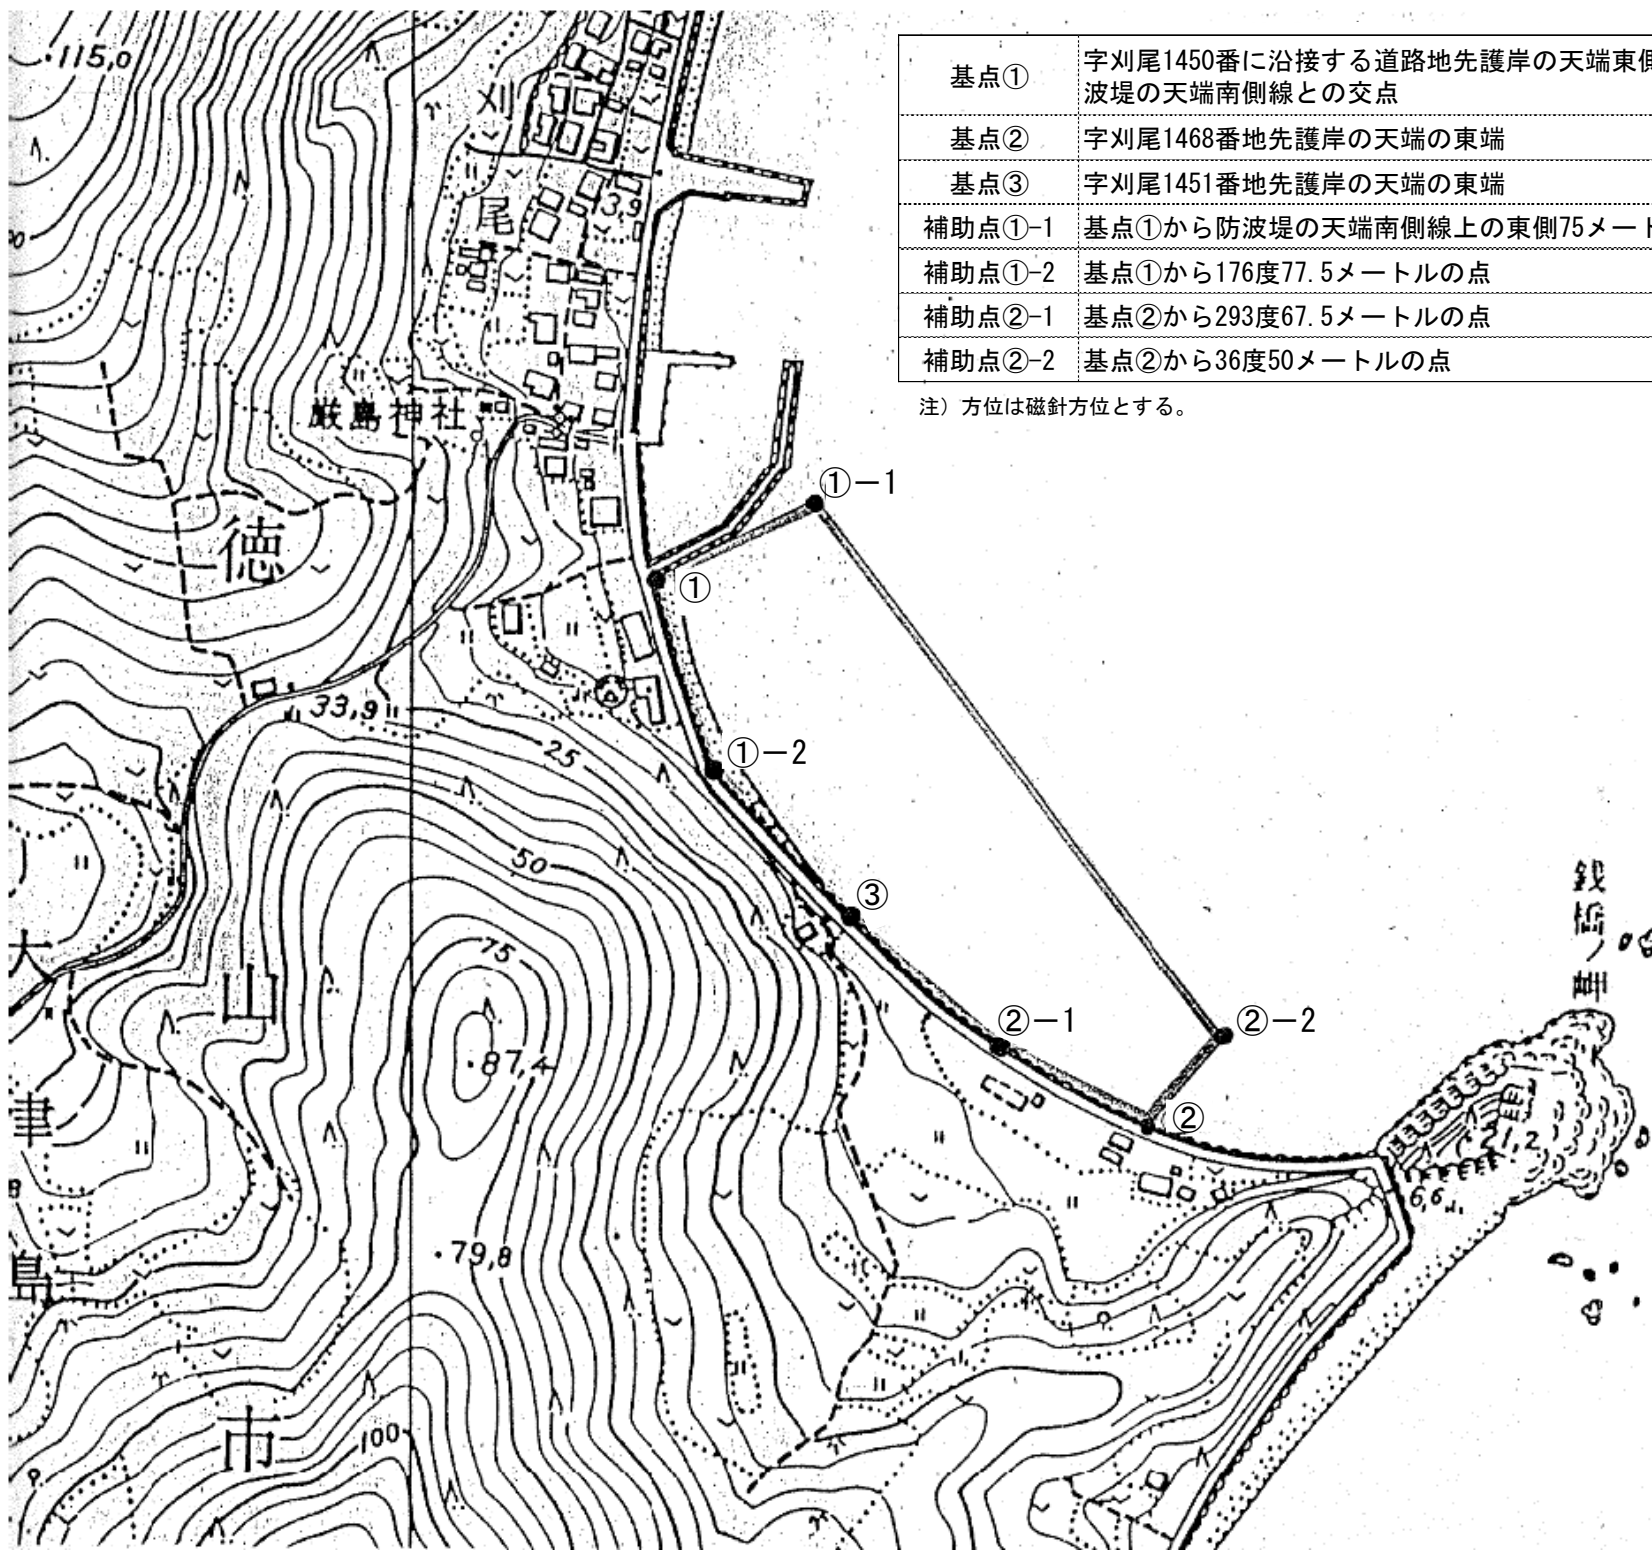 基点① 字刈尾1450番に沿接する道路地先護岸の天端東側
波堤の天端南側線との交点
基点② 字刈尾1468番地先護岸の天端の東端
基点③ 字刈尾1451番地先護岸の天端の東端
補助点①-1 基点①から防波堤の天端南側線上の東側75メート
補助点①-2 基点①から176度77.5メートルの点
補助点②-1 基点②から293度67.5メートルの点
補助点②-2 基点②から36度50メートルの点
注）方位は磁針方位とする。
115,0
刈
尾
3,9
厳島神社
①－1
①
徳
33,9
①－2
25
50
③
75
大
山
87,4
②－1
②－2
②
津
21,2
6,6
島
79,8
市
100